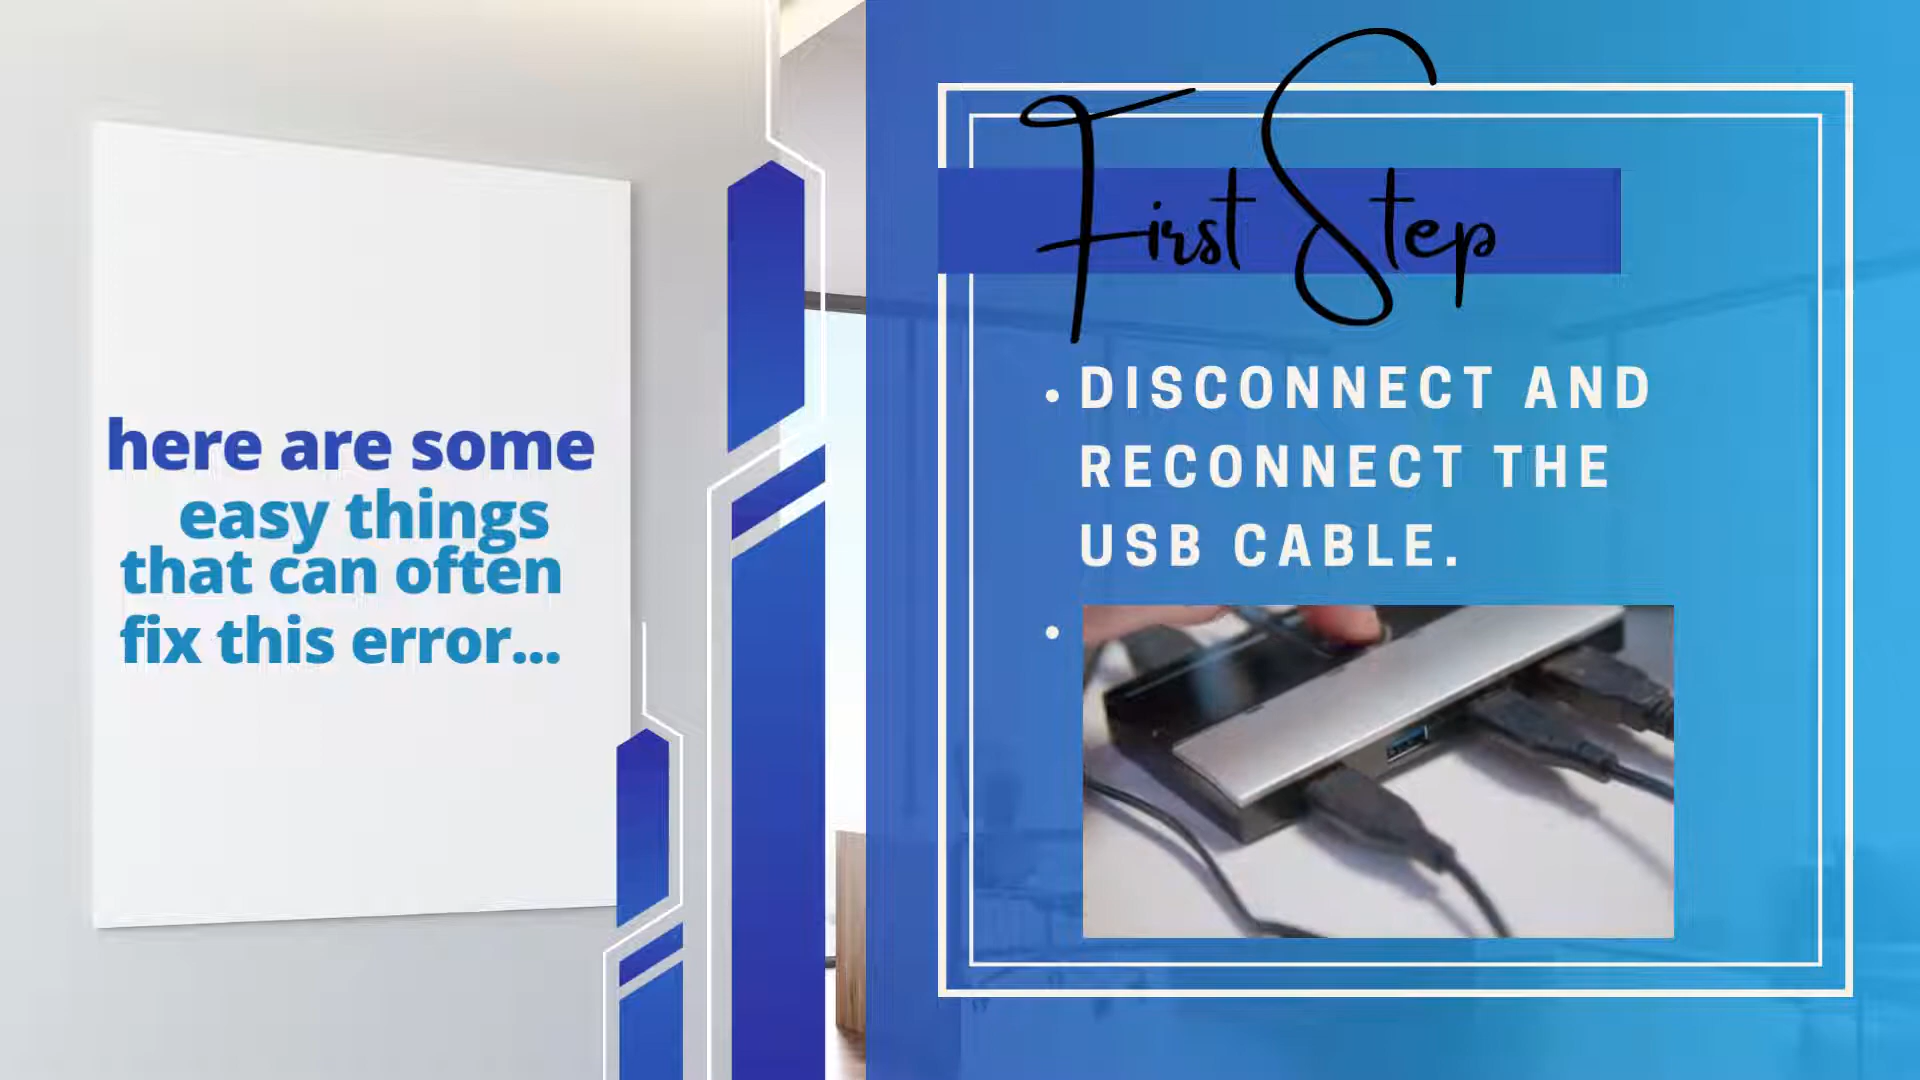 here are some
easy things
that can often
fix this error...
First Step
• DISCONNECT AND
RECONNECT THE
USB CABLE.
•